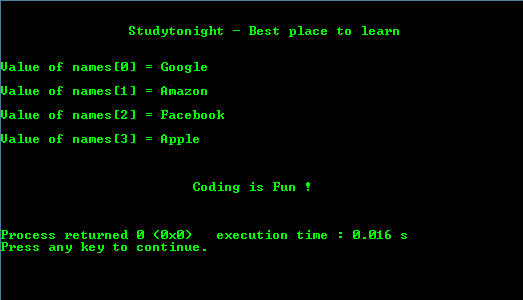 Studytonight - Best place to learn
Value of names[0] = Google
Value of names[1] = Amazon
Value of names[2] = Facebook
Value of names[3] = Apple
Coding is Fun !
Process returned 0 (0x0)   execution time : 0.016 s
Press any key to continue.